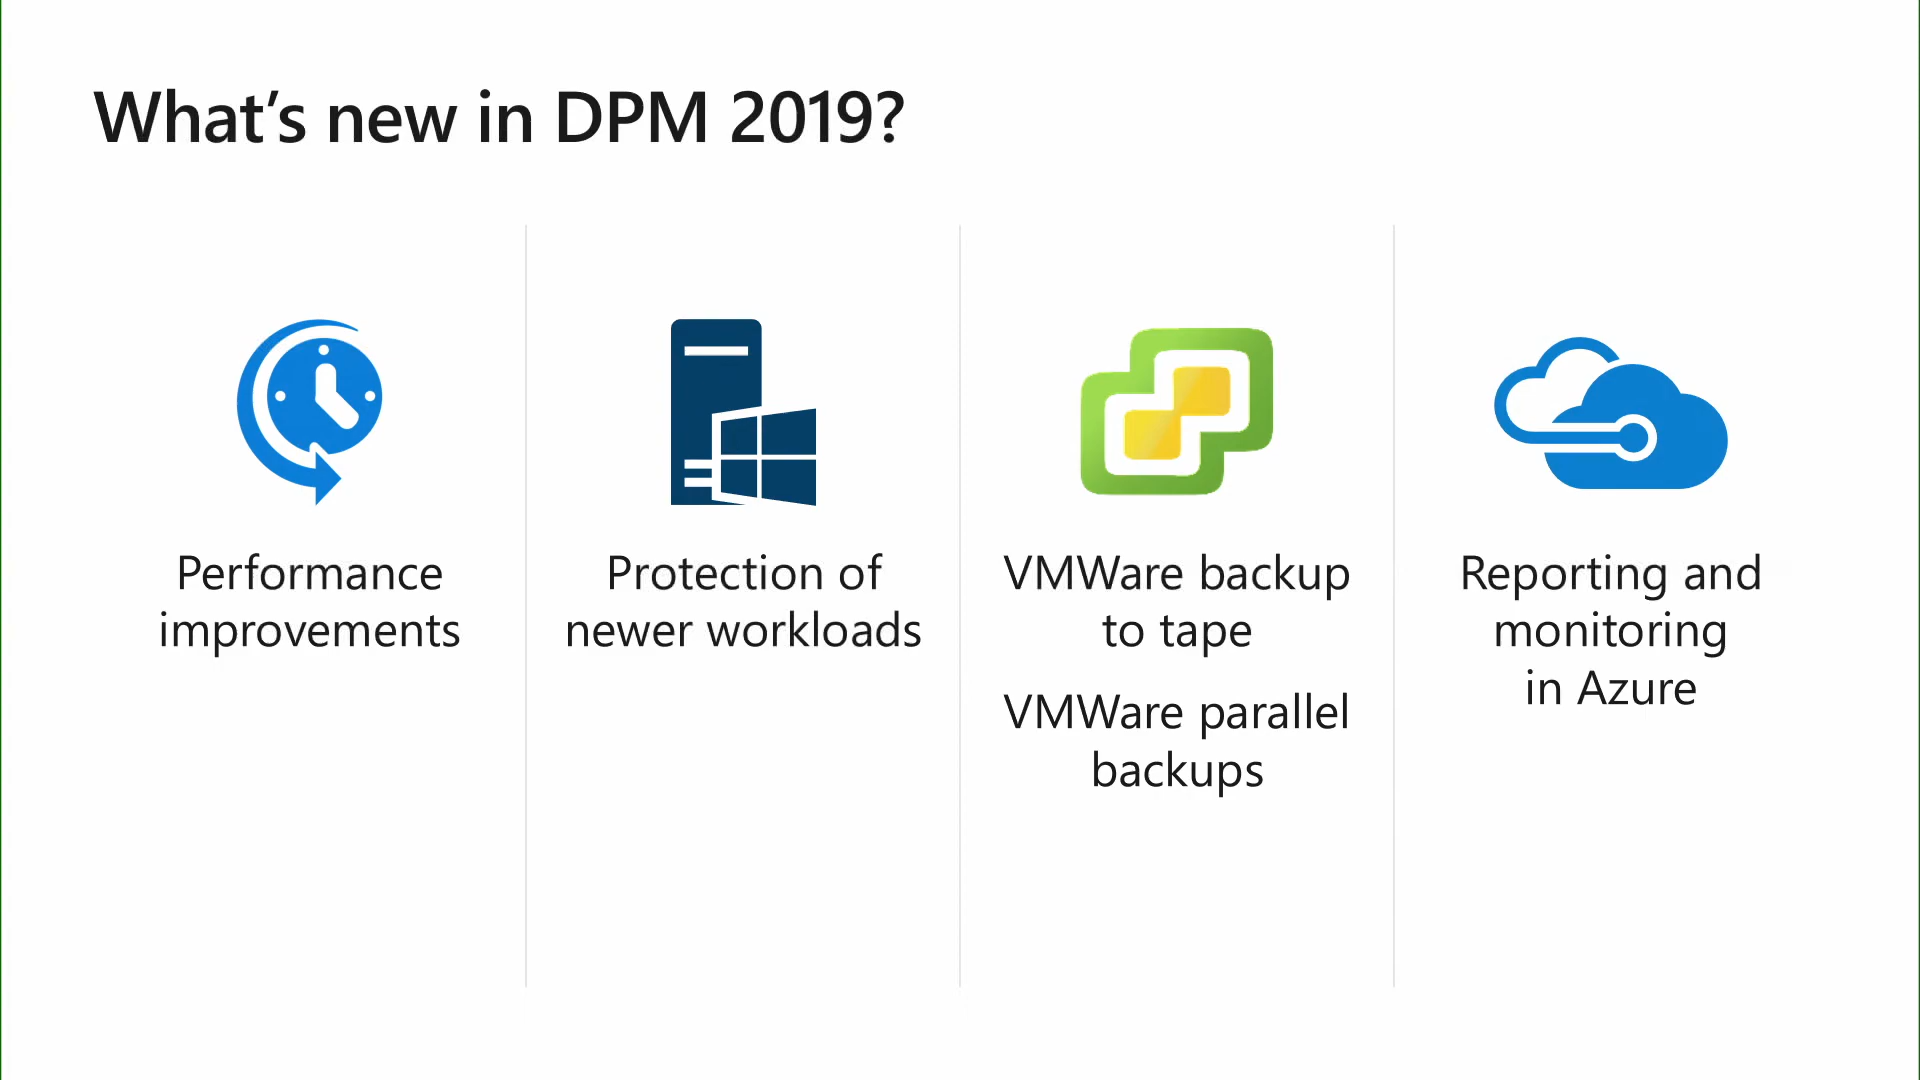 What’s new in DPM 2019?
Performance
improvements
Protection of
newer workloads
VMWare backup
to tape
VMWare parallel
backups
Reporting and
monitoring
in Azure